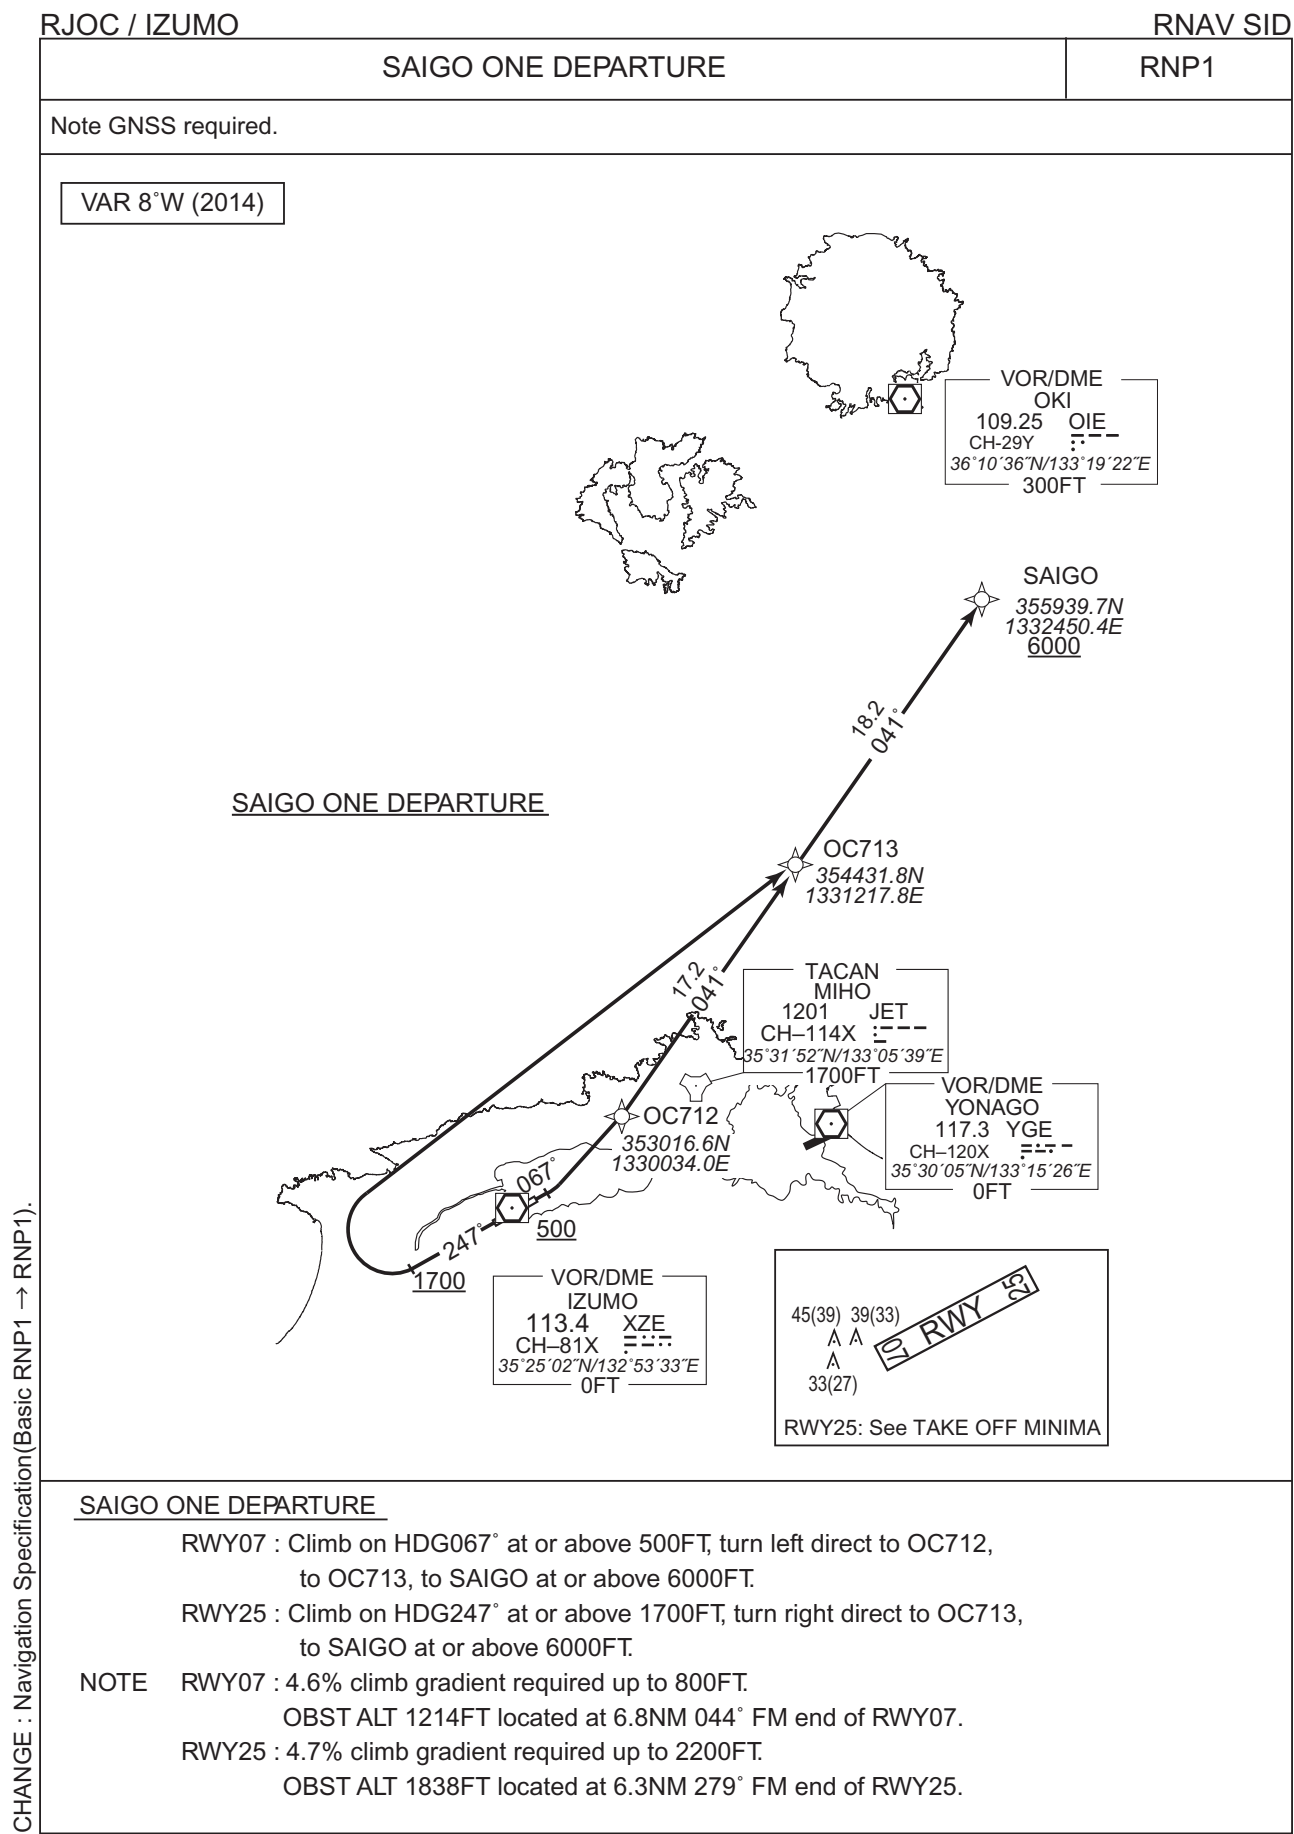 RJOC / IZUMO
RNAV SID
SAIGO ONE DEPARTURE
RNP1
Note GNSS required.
VAR 8˚W (2014)
VOR/DME
OKI
109.25 OIE
CH-29Y
36˚10´36˝N/133˚19´22˝E
300FT
SAIGO
355939.7N
1332450.4E
6000
18.2
041˚
SAIGO ONE DEPARTURE
OC713
354431.8N
1331217.8E
17.2
041˚
TACAN
MIHO
1201 JET
CH–114X
35˚31´52˝N/133˚05´39˝E
1700FT
VOR/DME
YONAGO
117.3 YGE
CH–120X
35˚30´05˝N/133˚15´26˝E
0FT
OC712
353016.6N
1330034.0E
067˚
500
247˚
1700
VOR/DME
IZUMO
113.4 XZE
CH–81X
35˚25´02˝N/132˚53´33˝E
0FT
45(39) 39(33)
33(27)
07 RWY 25
RWY25: See TAKE OFF MINIMA
SAIGO ONE DEPARTURE
RWY07 : Climb on HDG067˚ at or above 500FT, turn left direct to OC712,
to OC713, to SAIGO at or above 6000FT.
RWY25 : Climb on HDG247˚ at or above 1700FT, turn right direct to OC713,
to SAIGO at or above 6000FT.
NOTE RWY07 : 4.6% climb gradient required up to 800FT.
OBST ALT 1214FT located at 6.8NM 044˚ FM end of RWY07.
RWY25 : 4.7% climb gradient required up to 2200FT.
OBST ALT 1838FT located at 6.3NM 279˚ FM end of RWY25.
CHANGE : Navigation Specification(Basic RNP1 → RNP1).